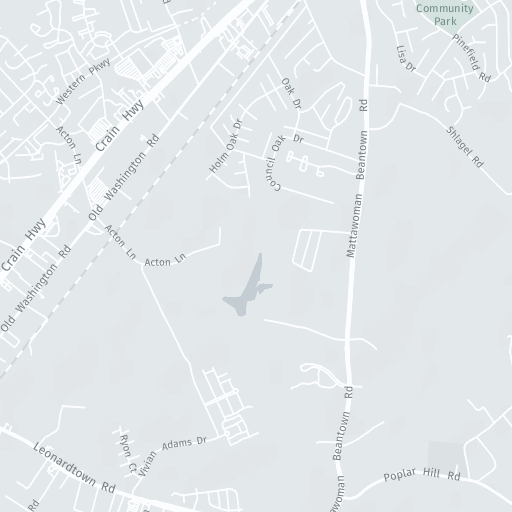 Community
Park
Pinefield Rd
Lisa Dr
Western Pkwy
Crain Hwy
Oak Dr
Acton Ln
Old Washington Rd
Holm Oak Dr
Council Oak Dr
Mattawoman Beantown Rd
Shlagel Rd
Crain Hwy
Old Washington Rd
Acton Ln
Acton Ln
Beantown Rd
Leonardtown Rd
Ryon Ct
Vivian Adams Dr
Poplar Hill Rd
Rd